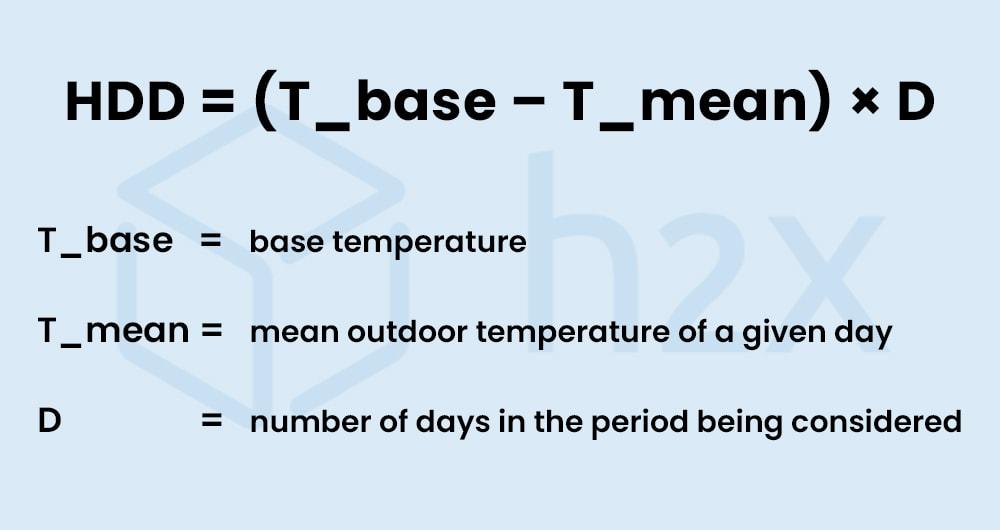 HDD = (T_base – T_mean) × D
h2x
T_base = base temperature
T_mean = mean outdoor temperature of a given day
D = number of days in the period being considered